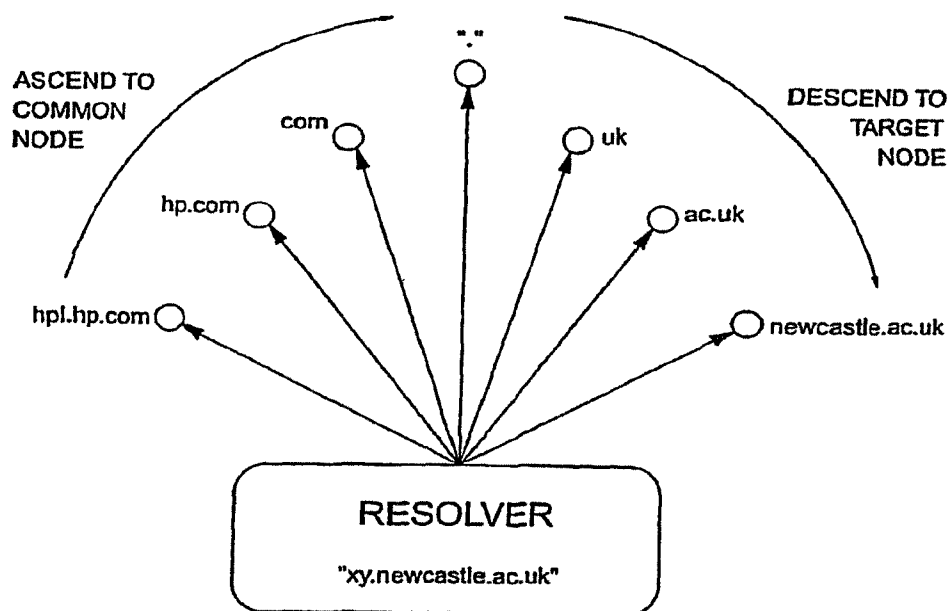 "."
ASCEND TO
COMMON
NODE
DESCEND TO
TARGET
NODE
com
uk
hp.com
ac.uk
hpl.hp.com
newcastle.ac.uk
RESOLVER
"xy.newcastle.ac.uk"